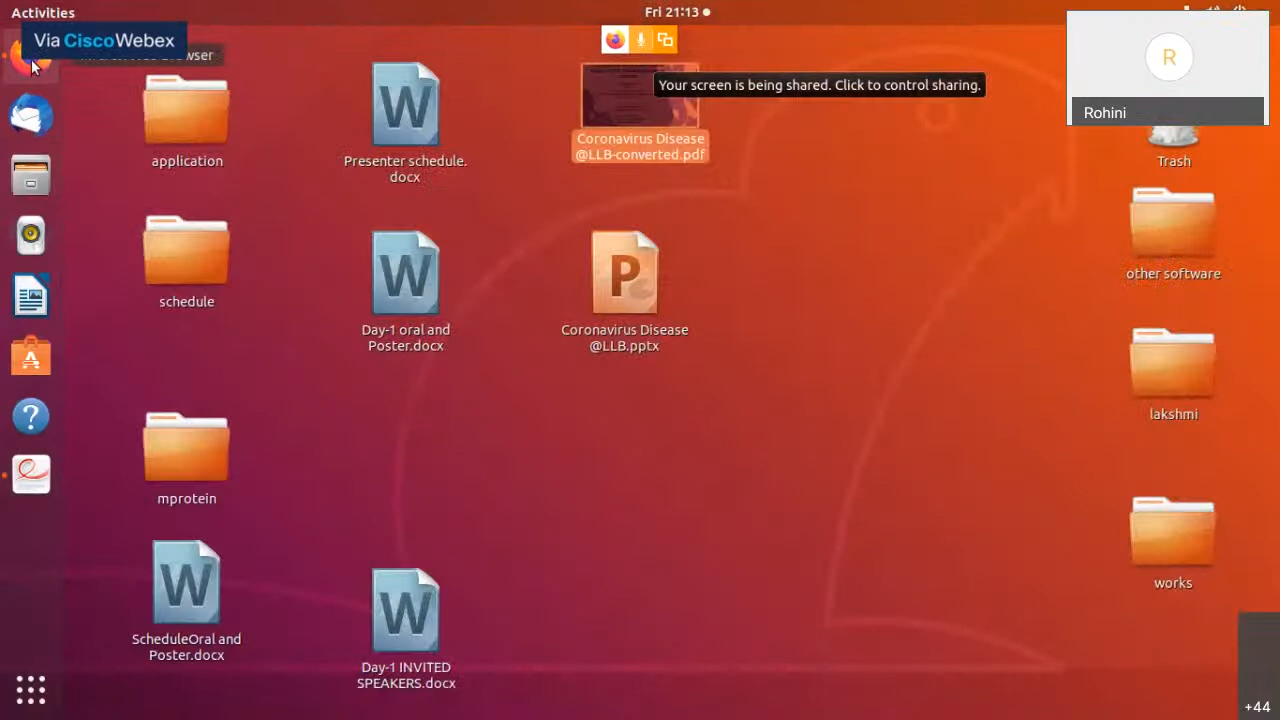 Activities
Fri 21:13
Via CiscoWebex
Your screen is being shared. Click to control sharing.
R
Rohini
application
Presenter schedule.
docx
Coronavirus Disease
@LLB-converted.pdf
Trash
schedule
Day-1 oral and
Poster.docx
P
Coronavirus Disease
@LLB.pptx
other software
lakshmi
mprotein
works
W
ScheduleOral and
Poster.docx
W
Day-1 INVITED
SPEAKERS.docx
+44